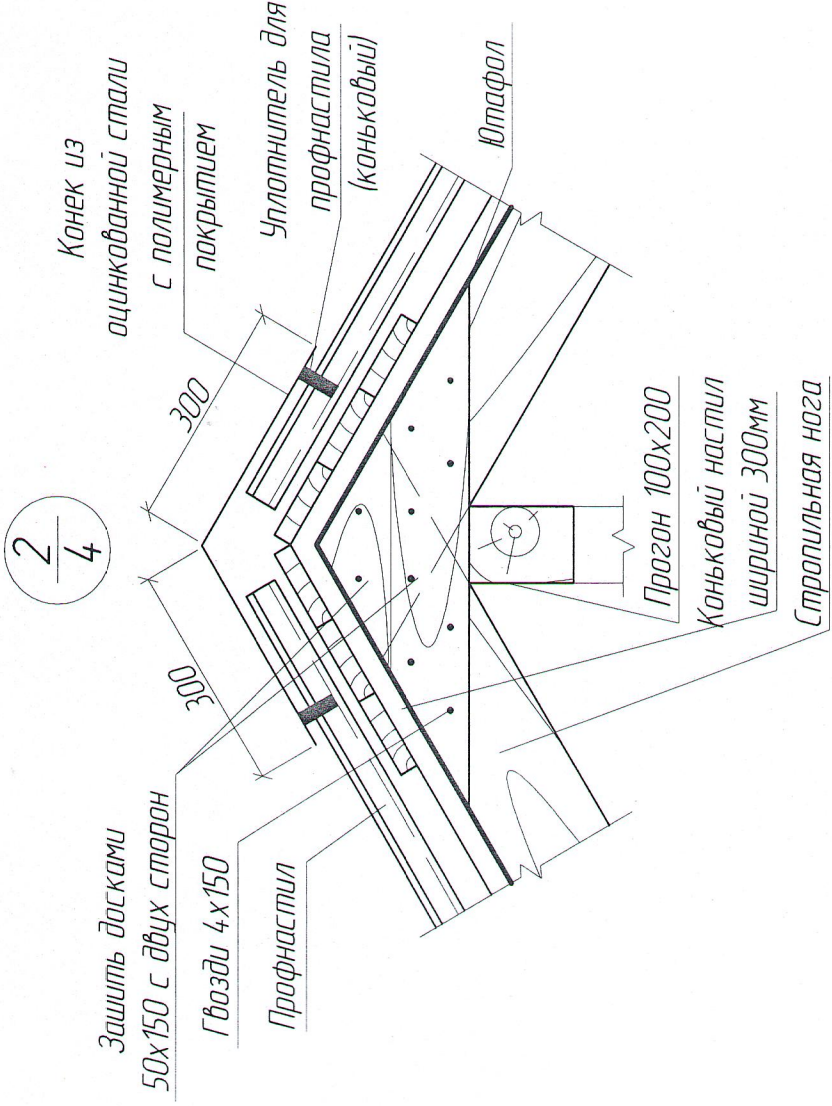 2
4
Конек из
оцинкованной стали
с полимерным
покрытием
Уплотнитель для
профнастила
(коньковый)
Ютафол
300
300
Зашить досками
50х150 с двух сторон
Гвозди 4х150
Профнастил
Прогон 100х200
Коньковый настил
шириной 300мм
Стропильная нога